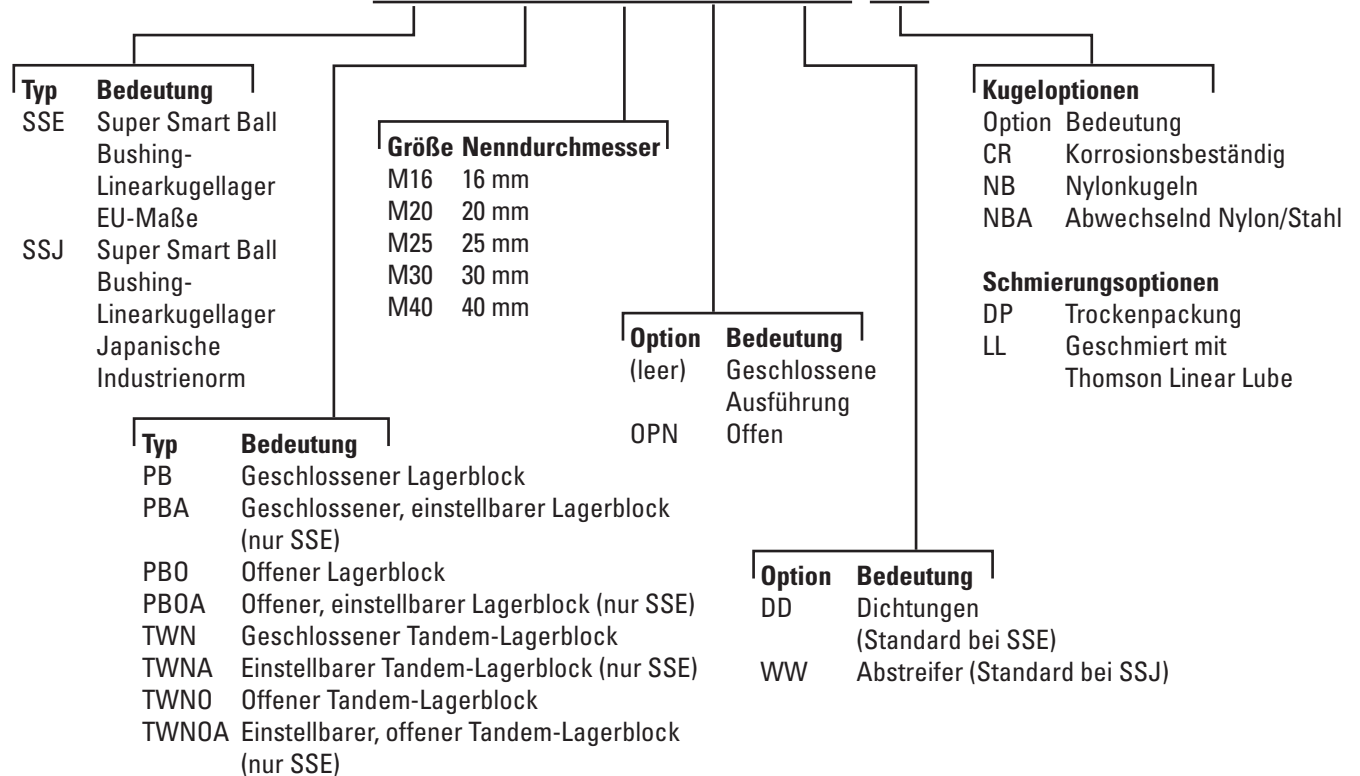 Typ Bedeutung
SSE Super Smart Ball
Bushing-
Linearkugellager
EU-Maße
SSJ Super Smart Ball
Bushing-
Linearkugellager
Japanische
Industrienorm
Typ Bedeutung
PB Geschlossener Lagerblock
PBA Geschlossener, einstellbarer Lagerblock
(nur SSE)
PBO Offener Lagerblock
PBOA Offener, einstellbarer Lagerblock (nur SSE)
TWN Geschlossener Tandem-Lagerblock
TWNA Einstellbarer Tandem-Lagerblock (nur SSE)
TWNO Offener Tandem-Lagerblock
TWNOA Einstellbarer, offener Tandem-Lagerblock
(nur SSE)
Größe Nenndurchmesser
M16 16 mm
M20 20 mm
M25 25 mm
M30 30 mm
M40 40 mm
Option Bedeutung
(leer) Geschlossene
Ausführung
OPN Offen
Option Bedeutung
DD Dichtungen
(Standard bei SSE)
WW Abstreifer (Standard bei SSJ)
Kugeloptionen
Option Bedeutung
CR Korrosionsbeständig
NB Nylonkugeln
NBA Abwechselnd Nylon/Stahl
Schmierungsoptionen
DP Trockenpackung
LL Geschmiert mit
Thomson Linear Lube